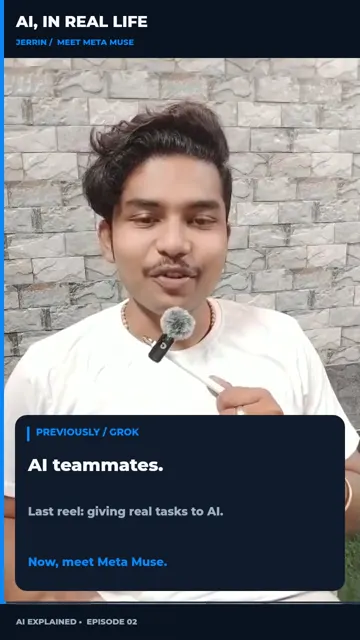 AI, IN REAL LIFE
JERRIN / MEET META MUSE
PREVIOUSLY / GROK
AI teammates.
Last reel: giving real tasks to AI.
Now, meet Meta Muse.
AI EXPLAINED • EPISODE 02